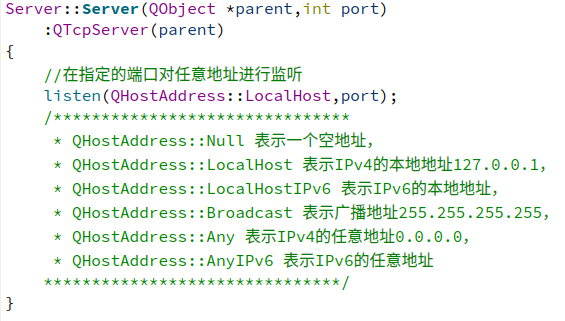 Server::Server(QObject *parent,int port)
    :QTcpServer(parent)
{
    //在指定的端口对任意地址进行监听
    listen(QHostAddress::LocalHost,port);
    /*******************************
     * QHostAddress::Null 表示一个空地址,
     * QHostAddress::LocalHost 表示IPv4的本地地址127.0.0.1,
     * QHostAddress::LocalHostIPv6 表示IPv6的本地地址,
     * QHostAddress::Broadcast 表示广播地址255.255.255.255,
     * QHostAddress::Any 表示IPv4的任意地址0.0.0.0,
     * QHostAddress::AnyIPv6 表示IPv6的任意地址
    *******************************/
}